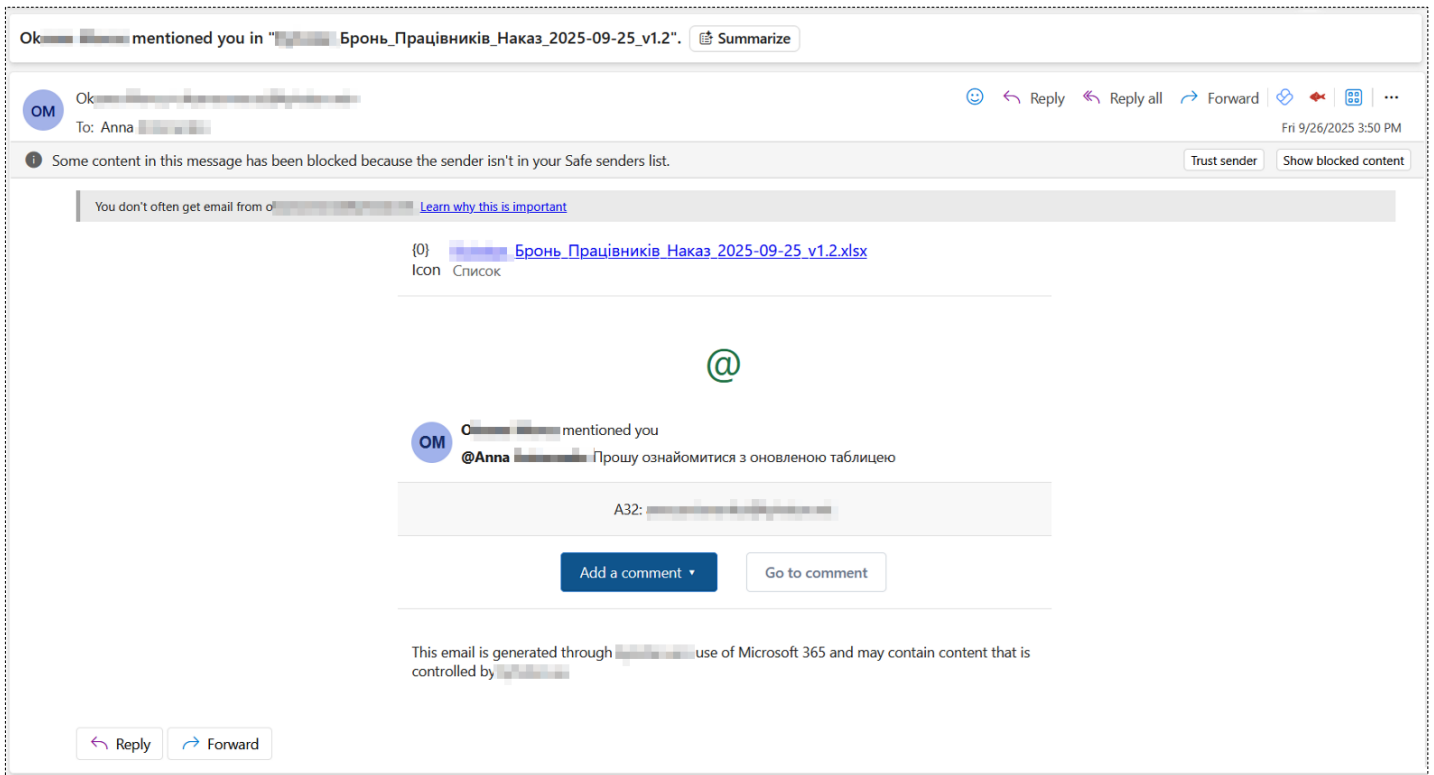 mentioned you in " Бронь_Працівників_Наказ_2025-09-25_v1.2". Summarize
OM
Reply Reply all Forward
To: Anna
Fri 9/26/2025 3:50 PM
Some content in this message has been blocked because the sender isn't in your Safe senders list. Trust sender Show blocked content
You don't often get email from Learn why this is important
{0} _Бронь_Працівників_Наказ_2025-09-25_v1.2.xlsx
Icon Список
@
OM
mentioned you
@Anna Прошу ознайомитися з оновленою таблицею
A32:
Add a comment Go to comment
This email is generated through use of Microsoft 365 and may contain content that is
controlled by
Reply Forward